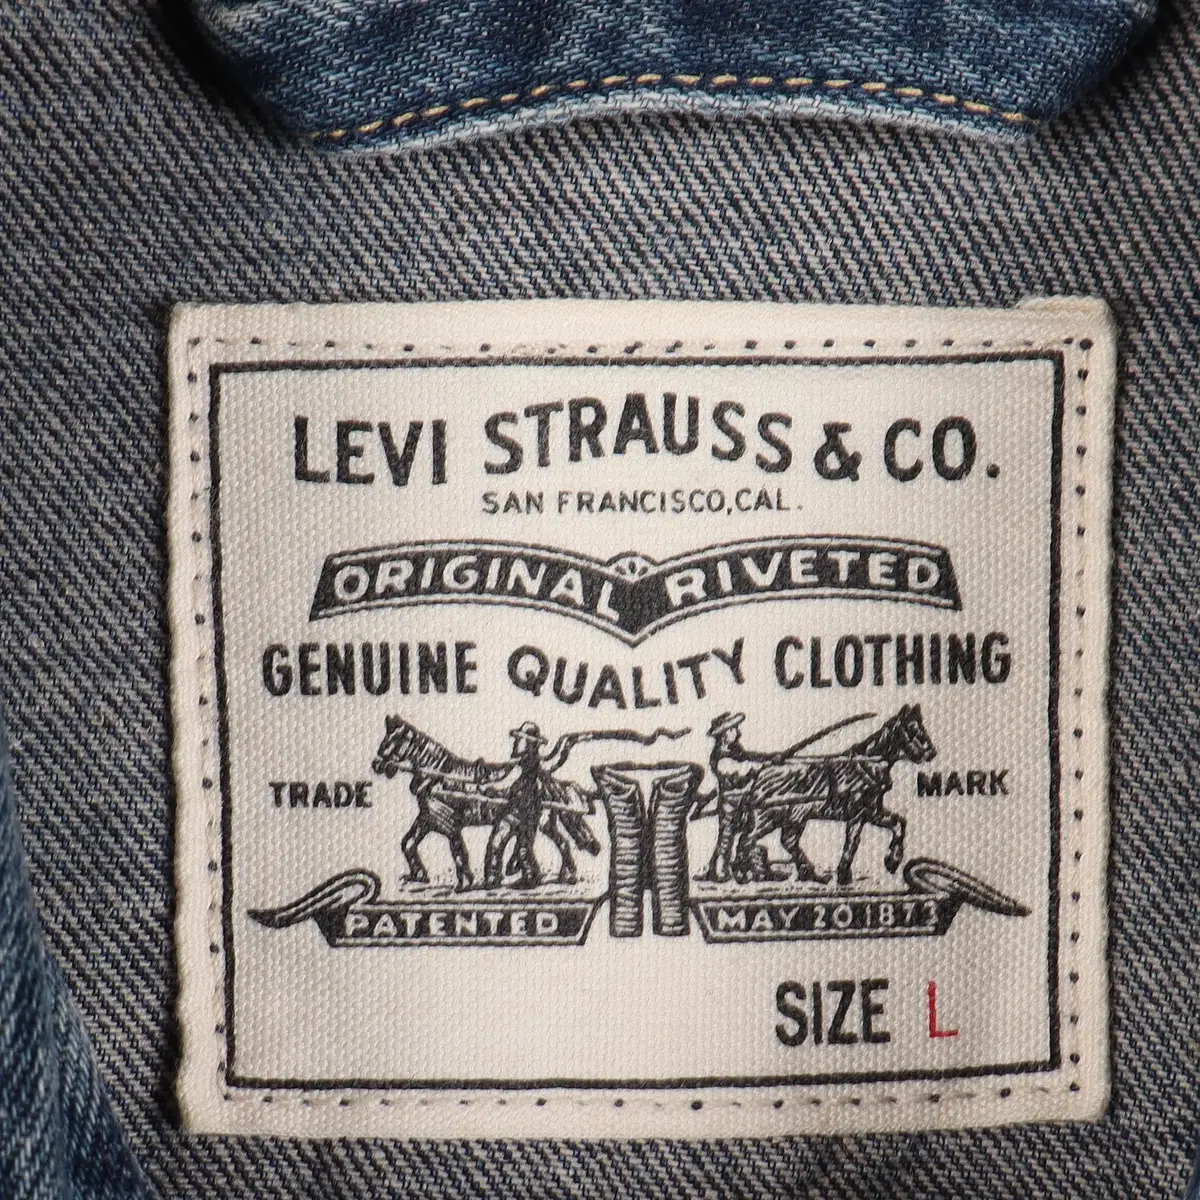 LEVI STRAUSS & CO.
SAN FRANCISCO, CAL.
ORIGINAL RIVETED
GENUINE QUALITY CLOTHING
TRADE MARK
PATENTED MAY 20 1873
SIZE L